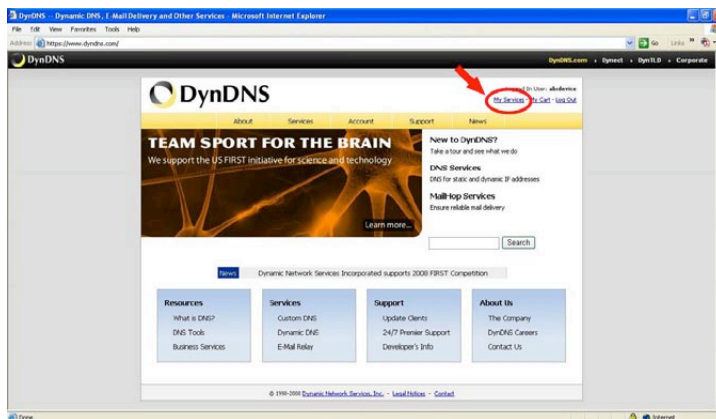 DynDNS -- Dynamic DNS, E-Mail Delivery and Other Services - Microsoft Internet Explorer
File Edit View Favorites Tools Help
Address https://www.dyndns.com/ Go Links
DynDNS DynDNS.com Dynect DynTLD Corporate
DynDNS
In User:
My Services - My Cart - Log Out
About Services Account Support News
TEAM SPORT FOR THE BRAIN
We support the US FIRST initiative for science and technology
Learn more...
New to DynDNS?
Take a tour and see what we do
DNS Services
DNS for static and dynamic IP addresses
MailHop Services
Ensure reliable mail delivery
Search
News Dynamic Network Services Incorporated supports 2008 FIRST Competition
Resources
What is DNS?
DNS Tools
Business Services
Services
Custom DNS
Dynamic DNS
E-Mail Relay
Support
Update Clients
24/7 Premier Support
Developer's Info
About Us
The Company
DynDNS Careers
Contact Us
© 1998-2008 Dynamic Network Services, Inc. - Legal Notices - Contact
Done Internet